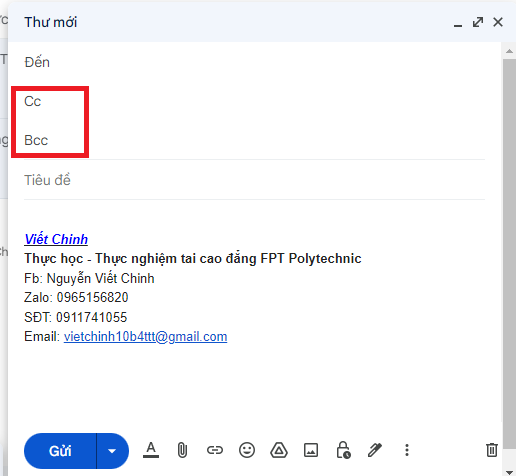 Thư mới
Đến
Cc
Bcc
Tiêu đề
Viết Chinh
Thực học - Thực nghiệm tai cao đẳng FPT Polytechnic
Fb: Nguyễn Viết Chinh
Zalo: 0965156820
SĐT: 0911741055
Email: vietchinh10b4ttt@gmail.com
Gửi